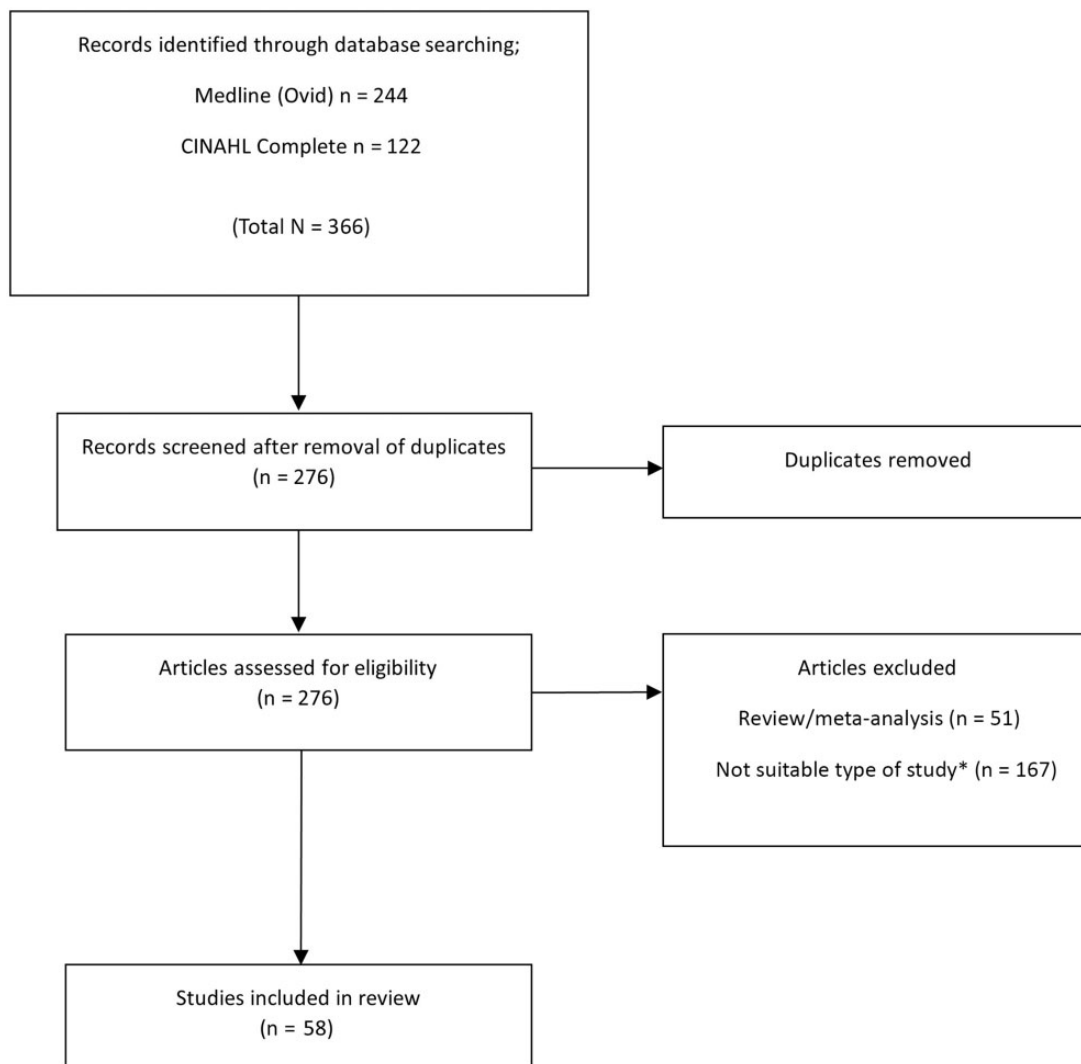 Records identified through database searching;
Medline (Ovid) n = 244
CINAHL Complete n = 122
(Total N = 366)
Records screened after removal of duplicates
(n = 276)
Duplicates removed
Articles assessed for eligibility
(n = 276)
Articles excluded
Review/meta-analysis (n = 51)
Not suitable type of study* (n = 167)
Studies included in review
(n = 58)